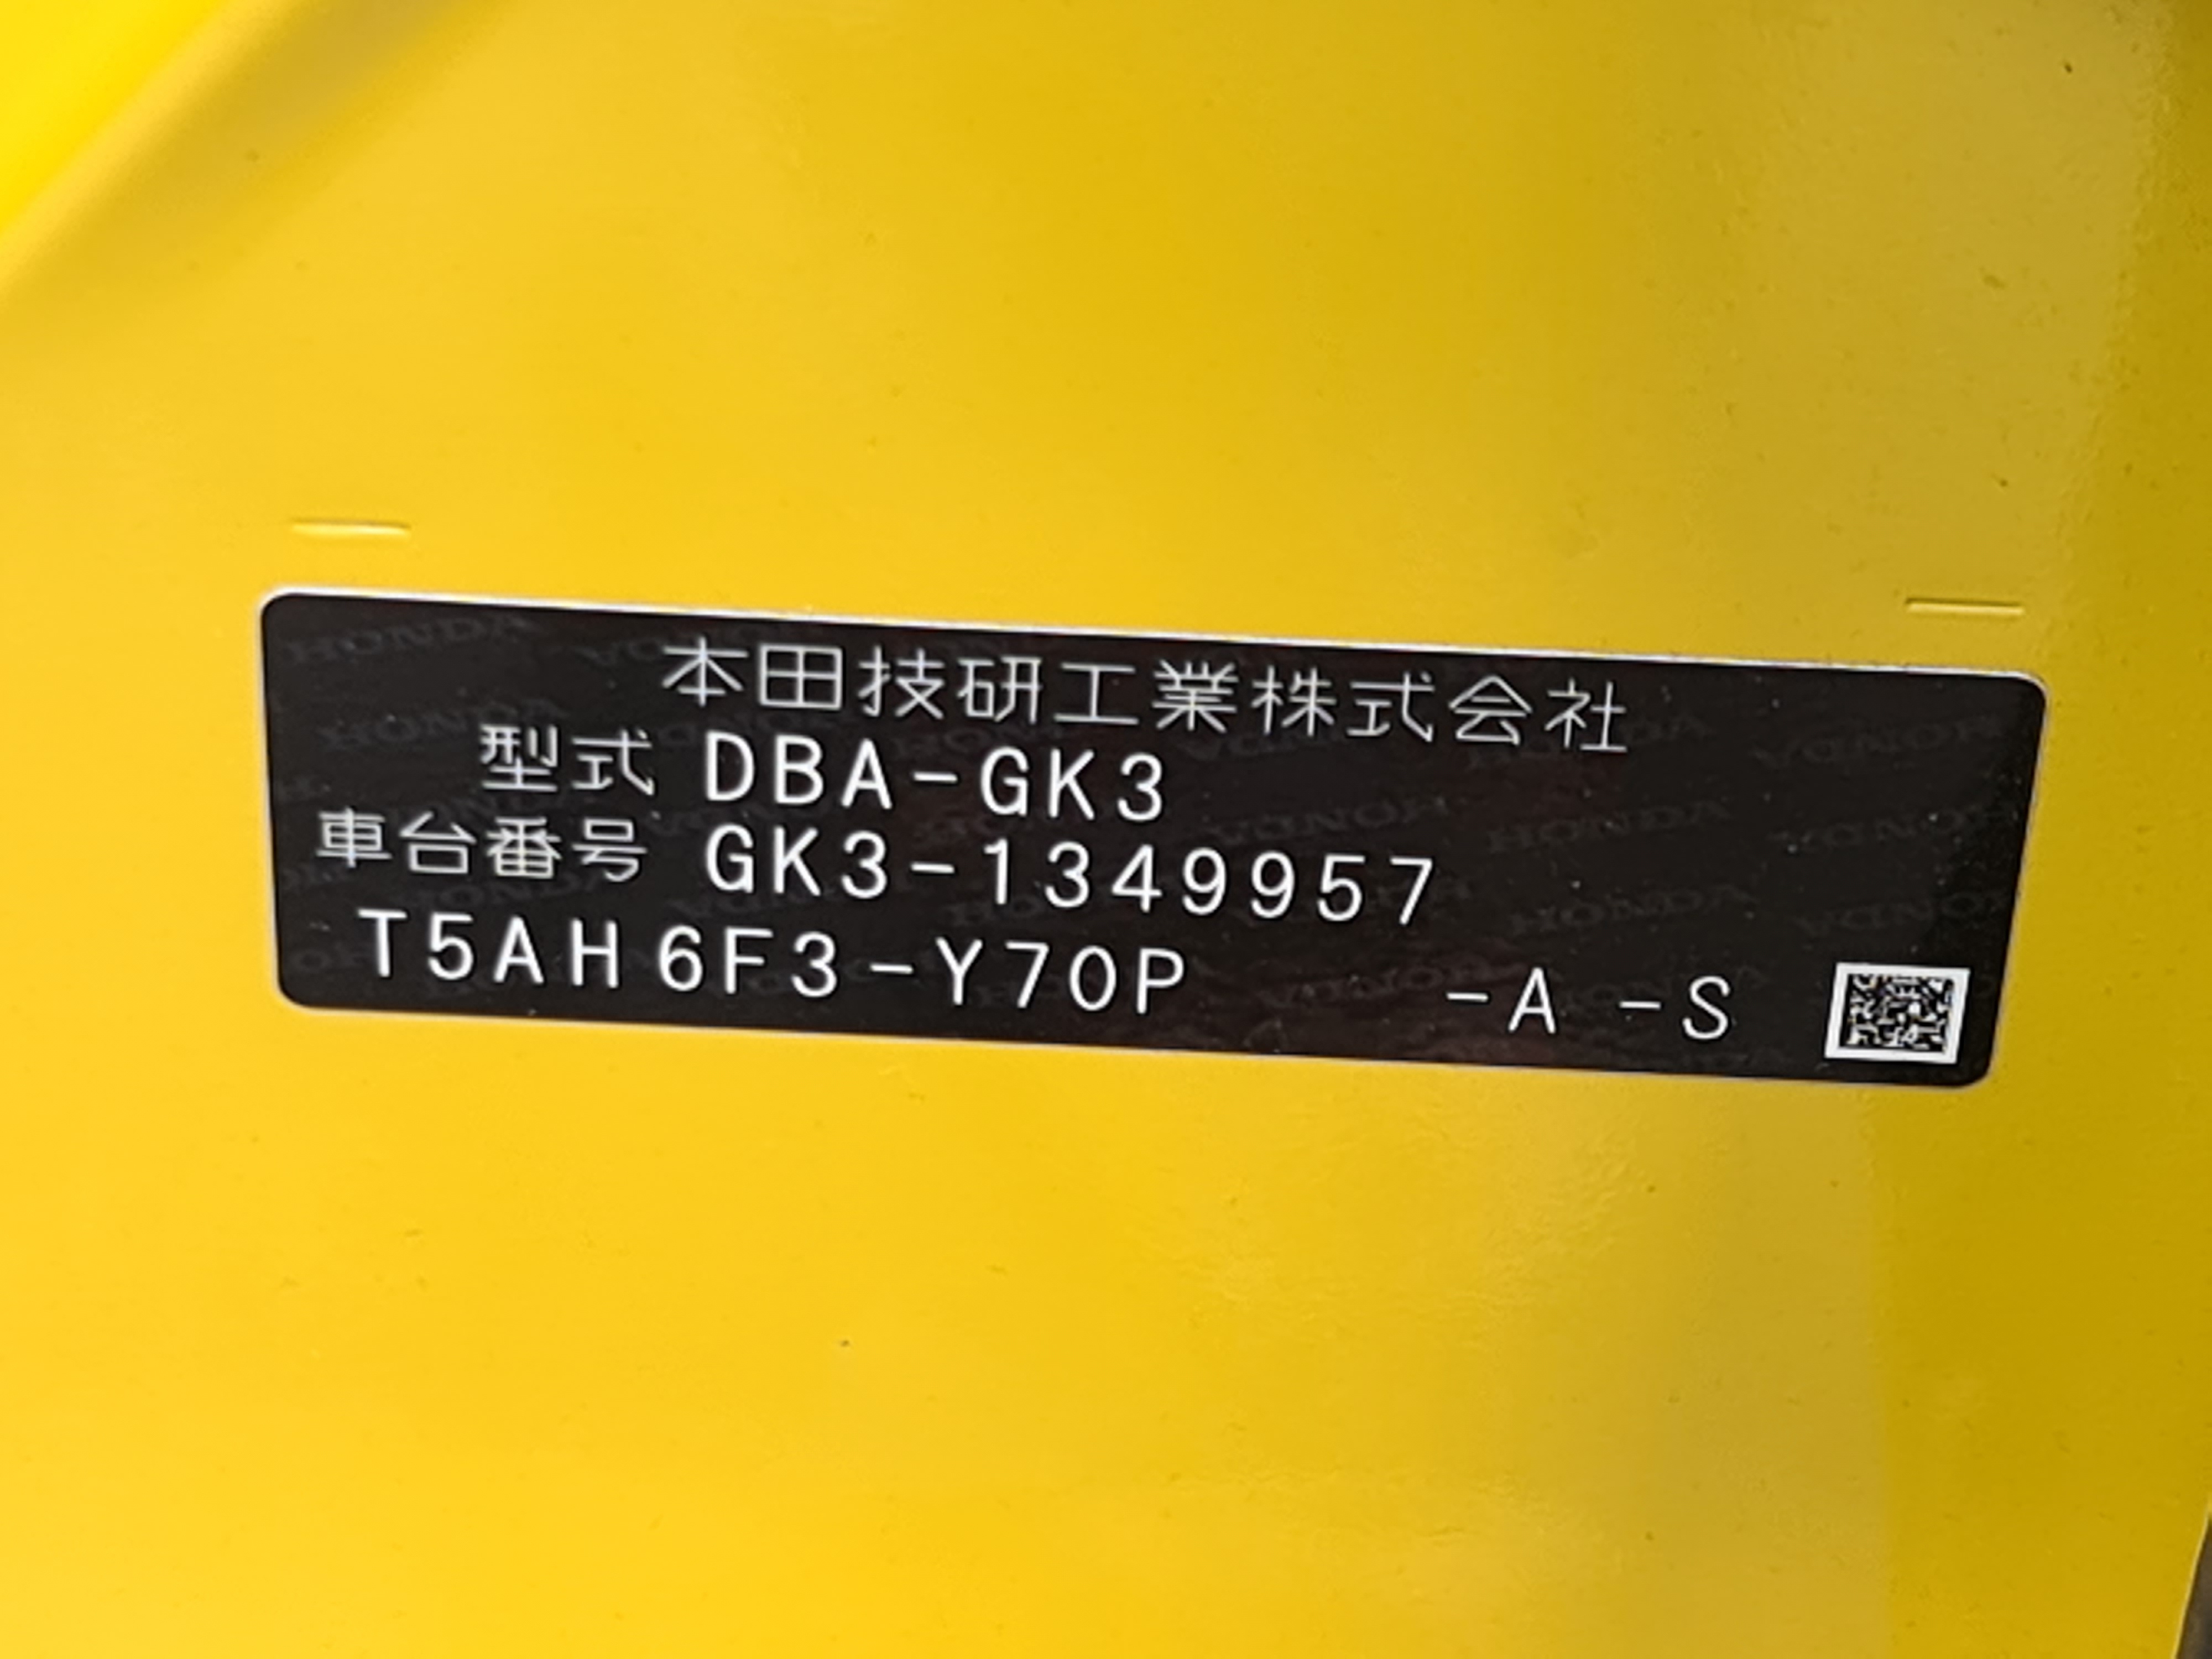 本田技研工業株式会社
型式 DBA-GK3
車台番号 GK3-1349957
T5AH6F3-Y70P -A -S